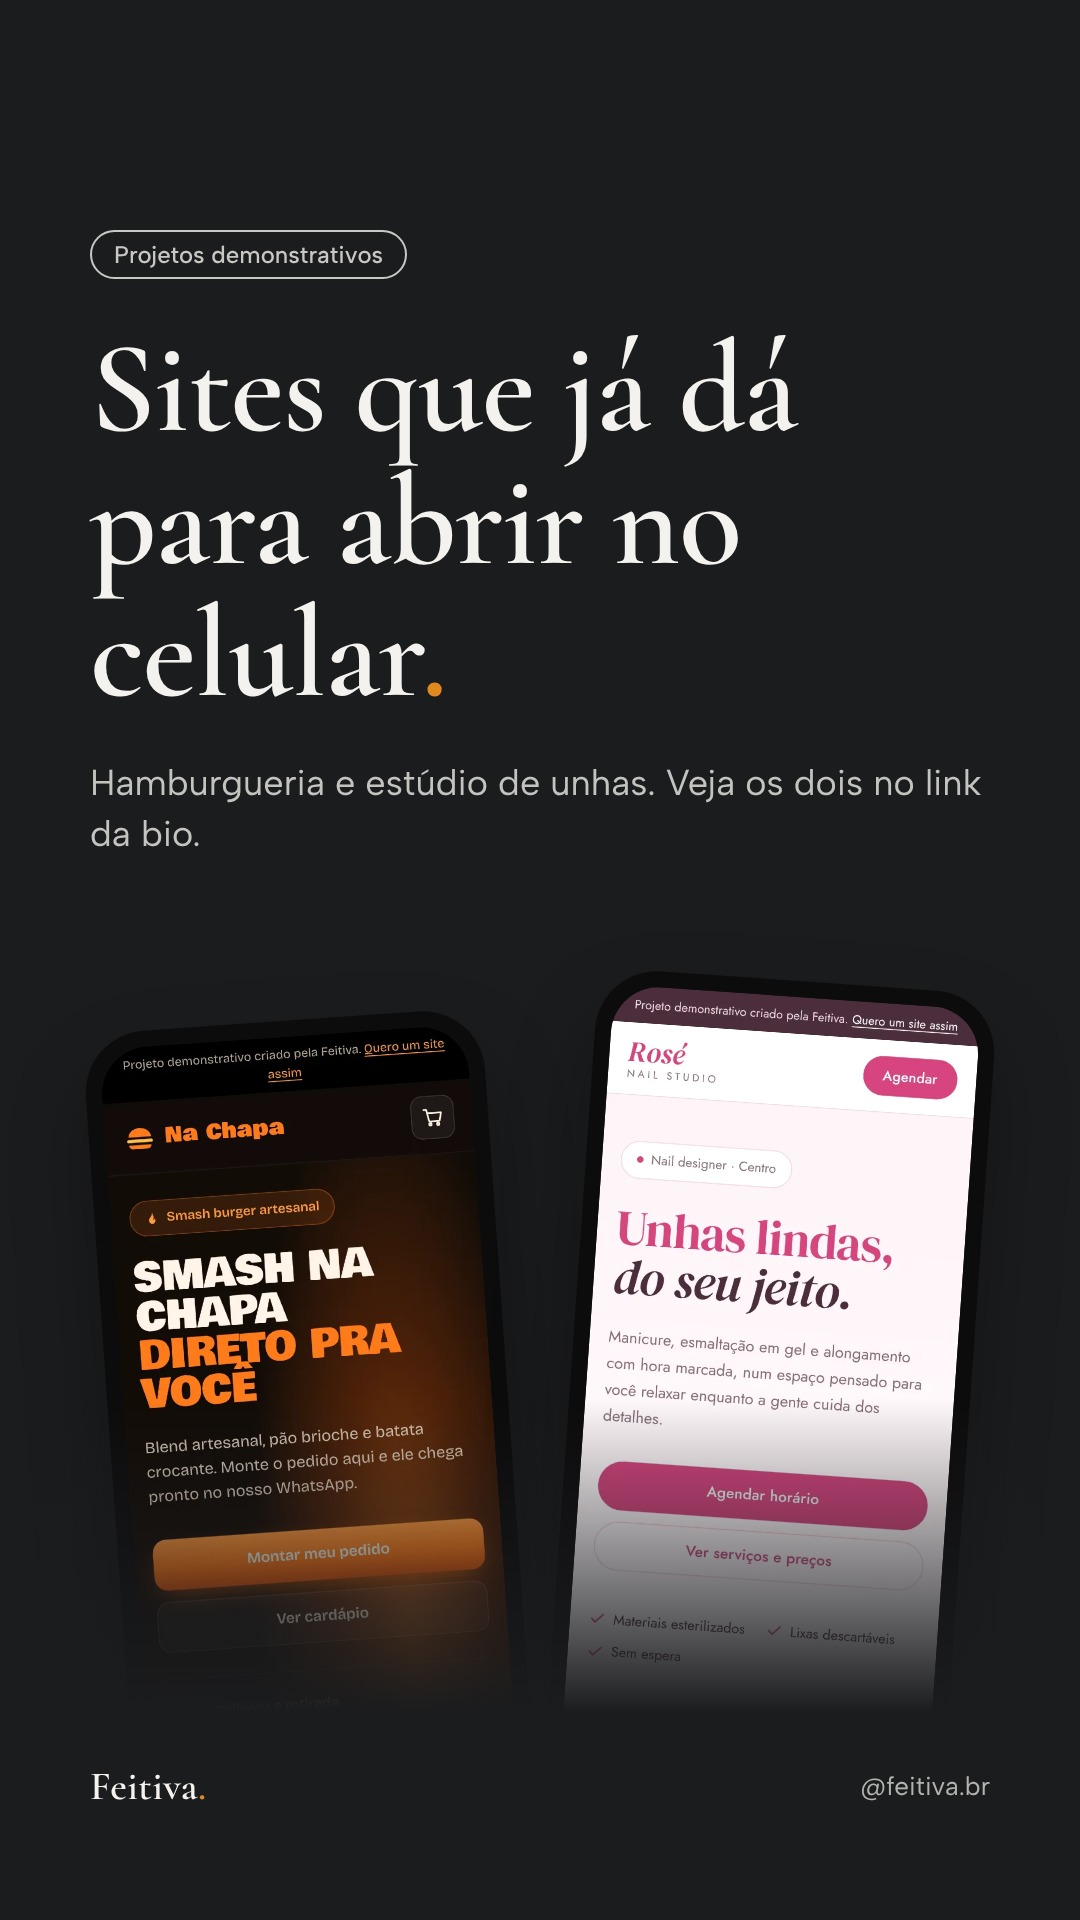 Projetos demonstrativos
Sites que já dá
para abrir no
celular.
Hamburgueria e estúdio de unhas. Veja os dois no link
da bio.
Projeto demonstrativo criado pela Feitiva. Quero um site
assim
Na Chapa
Smash burger artesanal
SMASH NA
CHAPA
DIRETO PRA
VOCÊ
Blend artesanal, pão brioche e batata
crocante. Monte o pedido aqui e ele chega
pronto no nosso WhatsApp.
Montar meu pedido
Ver cardápio
e retirada
Projeto demonstrativo criado pela Feitiva. Quero um site assim
Rosé
NAIL STUDIO
Agendar
Nail designer · Centro
Unhas lindas,
do seu jeito.
Manicure, esmaltação em gel e alongamento
com hora marcada, num espaço pensado para
você relaxar enquanto a gente cuida dos
detalhes.
Agendar horário
Ver serviços e preços
Materiais esterilizados
Lixas descartáveis
Sem espera
Feitiva.
@feitiva.br